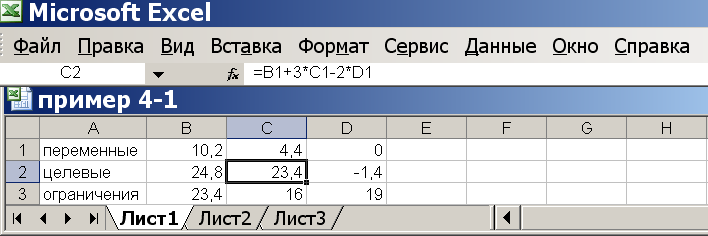 Microsoft Excel
Файл Правка Вид Вставка Формат Сервис Данные Окно Справка
C2 fx =B1+3*C1-2*D1
пример 4-1
A B C D E F G H
1 переменные 10,2 4,4 0
2 целевые 24,8 23,4 -1,4
3 ограничения 23,4 16 19
Лист1 Лист2 Лист3